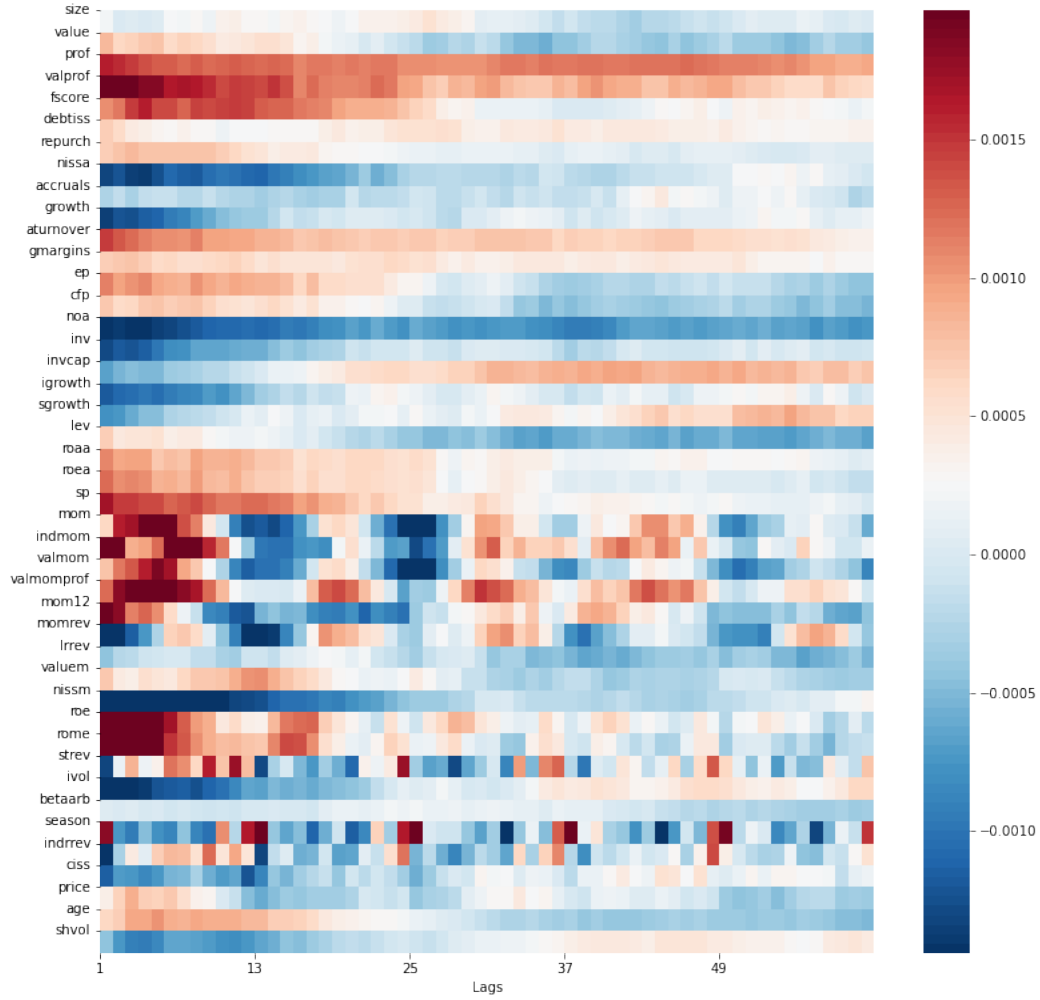 size
value
prof
valprof
fscore
debtiss
repurch
nissa
accruals
growth
aturnover
gmargins
ep
cfp
noa
inv
invcap
igrowth
sgrowth
lev
roaa
roea
sp
mom
indmom
valmom
valmomprof
mom12
momrev
lrrev
valuem
nissm
roe
rome
strev
ivol
betaarb
season
indrrev
ciss
price
age
shvol
1 13 25 37 49
Lags
0.0015
0.0010
0.0005
0.0000
−0.0005
−0.0010